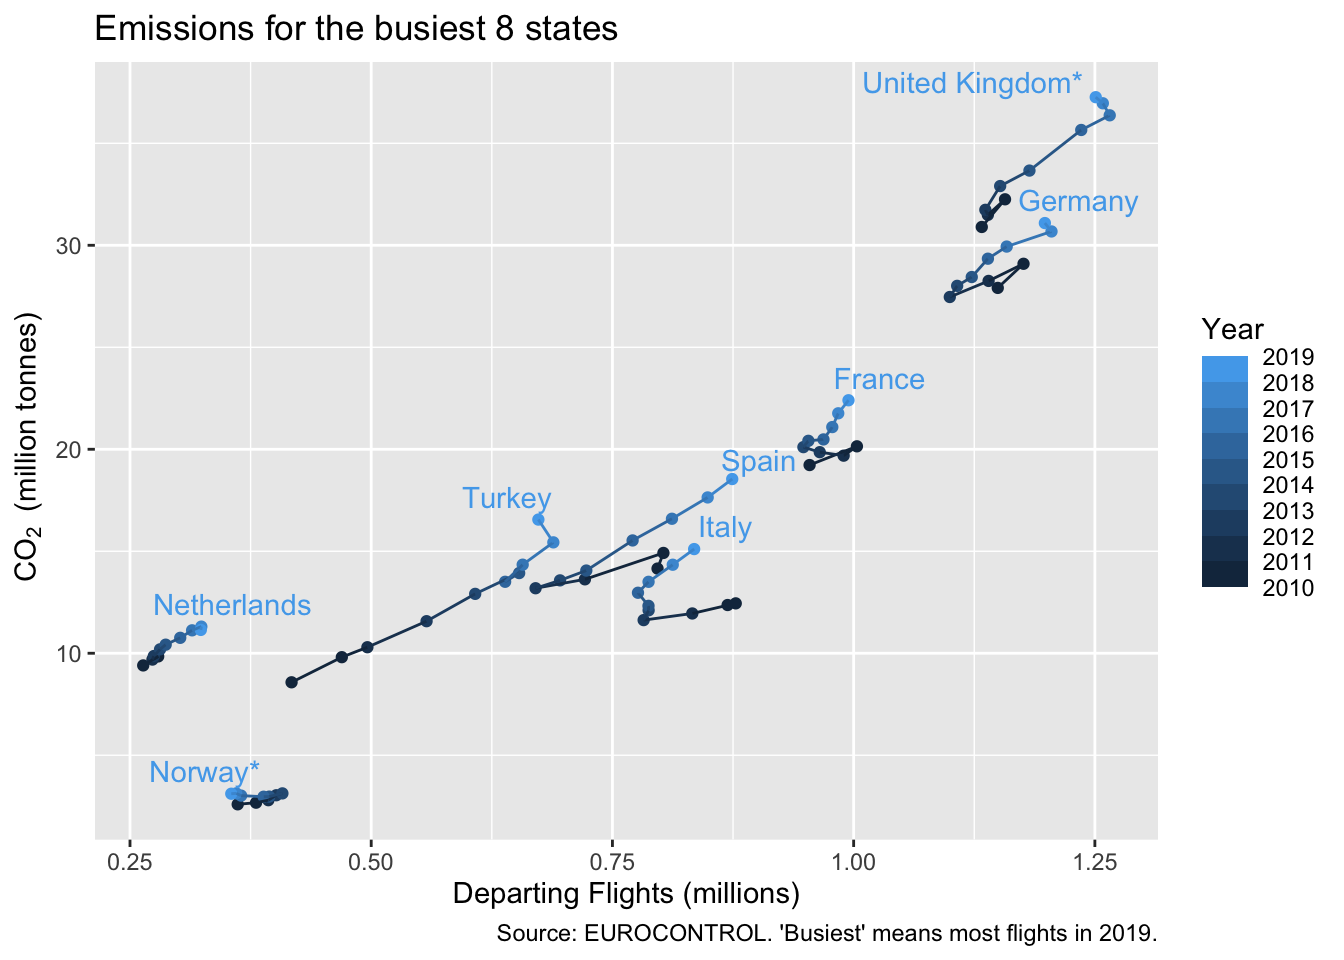 Emissions for the busiest 8 states
United Kingdom*
Germany
France
Spain
Turkey
Italy
Netherlands
Norway*
CO₂ (million tonnes)
30
20
10
0.25 0.50 0.75 1.00 1.25
Departing Flights (millions)
Year
2019
2018
2017
2016
2015
2014
2013
2012
2011
2010
Source: EUROCONTROL. 'Busiest' means most flights in 2019.